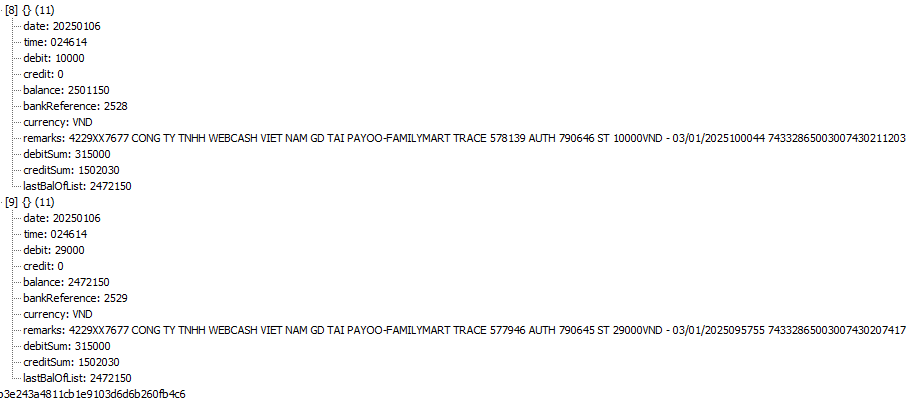 [8] {} (11)
date: 20250106
time: 024614
debit: 10000
credit: 0
balance: 2501150
bankReference: 2528
currency: VND
remarks: 4229XX7677 CONG TY TNHH WEBCASH VIET NAM GD TAI PAYOO-FAMILYMART TRACE 578139 AUTH 790646 ST 10000VND - 03/01/2025100044 74332865003007430211203
debitSum: 315000
creditSum: 1502030
lastBalOfList: 2472150
[9] {} (11)
date: 20250106
time: 024614
debit: 29000
credit: 0
balance: 2472150
bankReference: 2529
currency: VND
remarks: 4229XX7677 CONG TY TNHH WEBCASH VIET NAM GD TAI PAYOO-FAMILYMART TRACE 577946 AUTH 790645 ST 29000VND - 03/01/2025095755 74332865003007430207417
debitSum: 315000
creditSum: 1502030
lastBalOfList: 2472150
b3e243a4811cb1e9103d6d6b260fb4c6